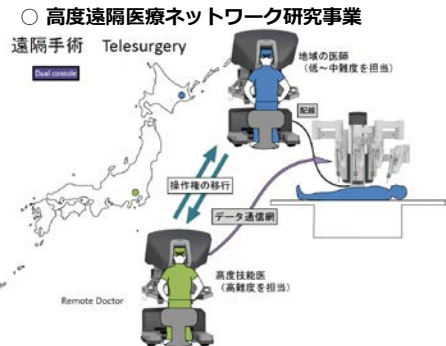 ○ 高度遠隔医療ネットワーク研究事業
遠隔手術 Telesurgery
Dual console
地域の医師
(低～中難度を担当)
配線
操作権の移行
データ通信網
高度技能医
(高難度を担当)
Remote Doctor